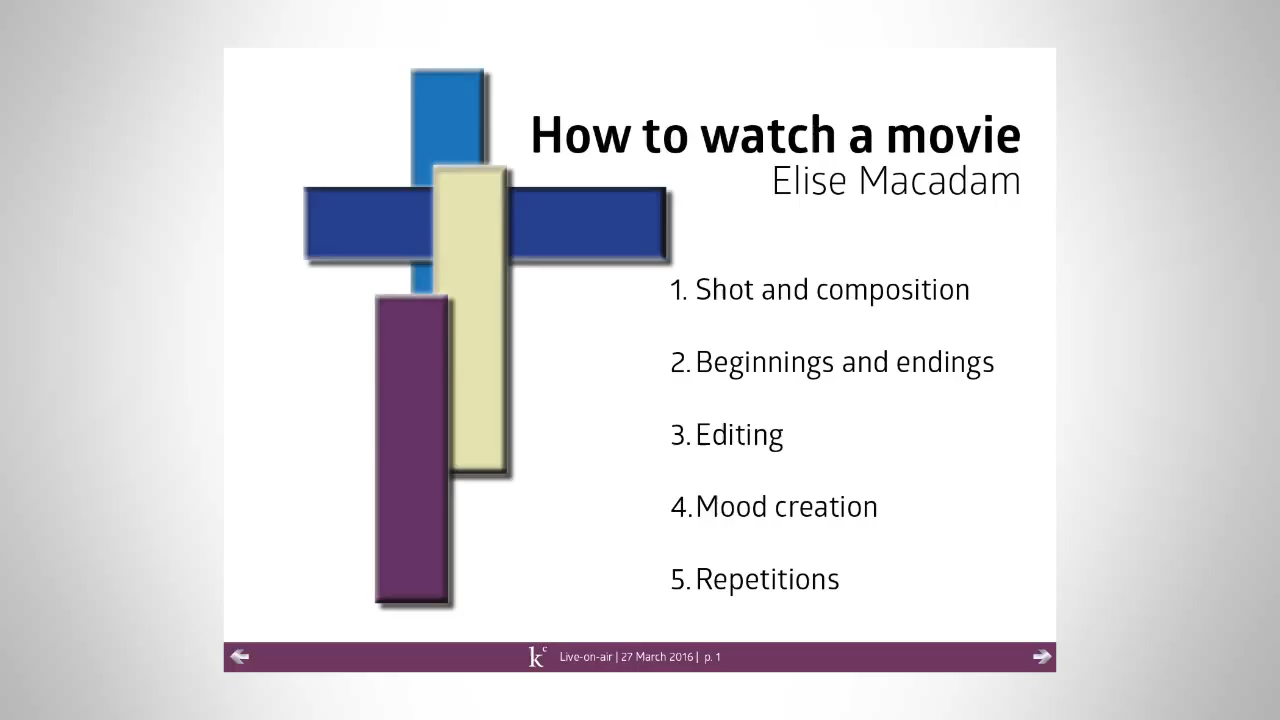 How to watch a movie
Elise Macadam
1. Shot and composition
2. Beginnings and endings
3. Editing
4. Mood creation
5. Repetitions
kc Live-on-air | 27 March 2016 | p. 1